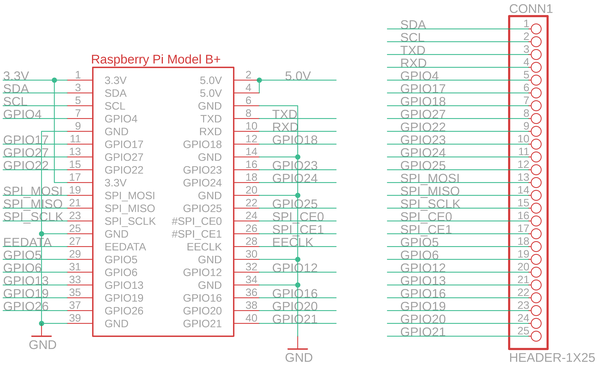 Raspberry Pi Model B+
3.3V 1 3.3V 5.0V 2 5.0V
SDA 3 SDA 5.0V 4
SCL 5 SCL GND 6
GPIO4 7 GPIO4 TXD 8 TXD
9 GND RXD 10 RXD
GPIO17 11 GPIO17 GPIO18 12 GPIO18
GPIO27 13 GPIO27 GND 14
GPIO22 15 GPIO22 GPIO23 16 GPIO23
17 3.3V GPIO24 18 GPIO24
SPI_MOSI 19 SPI_MOSI GND 20
SPI_MISO 21 SPI_MISO GPIO25 22 GPIO25
SPI_SCLK 23 SPI_SCLK #SPI_CE0 24 SPI_CE0
25 GND #SPI_CE1 26 SPI_CE1
EEDATA 27 EEDATA EECLK 28 EECLK
GPIO5 29 GPIO5 GND 30
GPIO6 31 GPIO6 GPIO12 32 GPIO12
GPIO13 33 GPIO13 GND 34
GPIO19 35 GPIO19 GPIO16 36 GPIO16
GPIO26 37 GPIO26 GPIO20 38 GPIO20
39 GND GPIO21 40 GPIO21
GND
GND
CONN1
SDA 1
SCL 2
TXD 3
RXD 4
GPIO4 5
GPIO17 6
GPIO18 7
GPIO27 8
GPIO22 9
GPIO23 10
GPIO24 11
GPIO25 12
SPI_MOSI 13
SPI_MISO 14
SPI_SCLK 15
SPI_CE0 16
SPI_CE1 17
GPIO5 18
GPIO6 19
GPIO12 20
GPIO13 21
GPIO16 22
GPIO19 23
GPIO20 24
GPIO21 25
HEADER-1X25